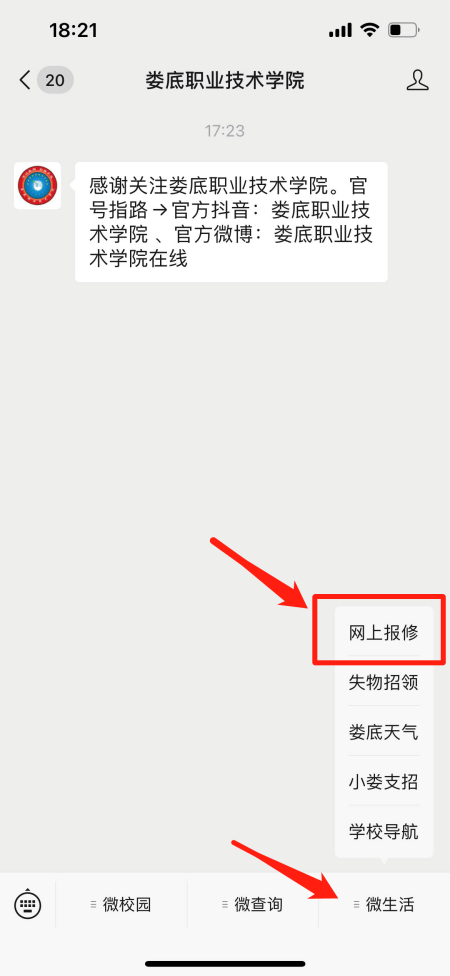 18:21
20
娄底职业技术学院
17:23
感谢关注娄底职业技术学院。官
号指路→官方抖音：娄底职业技
术学院 、官方微博：娄底职业技
术学院在线
网上报修
失物招领
娄底天气
小娄支招
学校导航
微校园
微查询
微生活